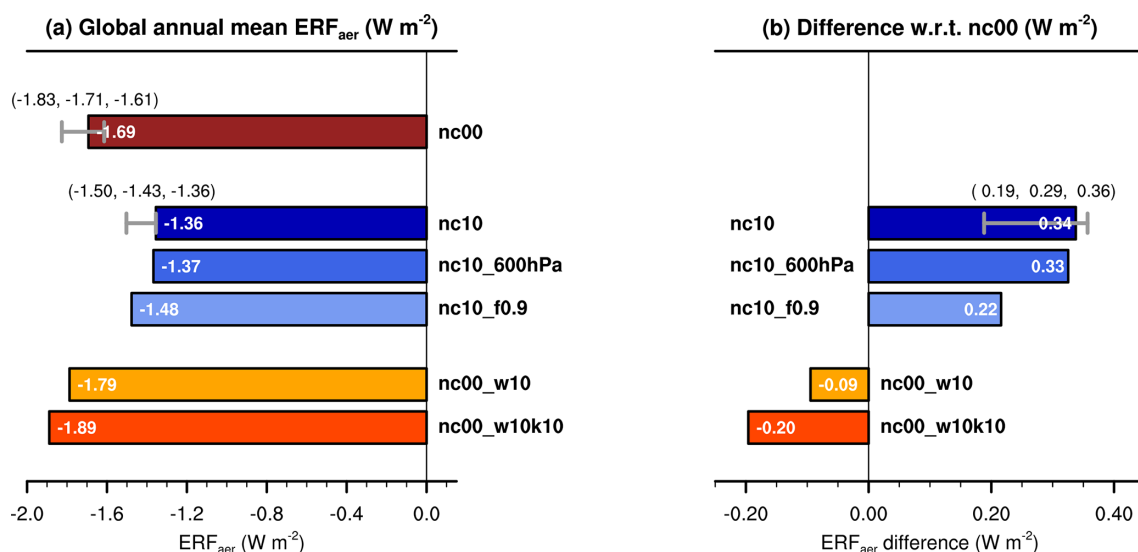 (a) Global annual mean ERFaer (W m-2)
(-1.83, -1.71, -1.61)
-1.69
nc00
(-1.50, -1.43, -1.36)
-1.36
nc10
-1.37
nc10_600hPa
-1.48
nc10_f0.9
-1.79
nc00_w10
-1.89
nc00_w10k10
-2.0 -1.6 -1.2 -0.8 -0.4 0.0
ERFaer (W m-2)
(b) Difference w.r.t. nc00 (W m-2)
( 0.19, 0.29, 0.36)
nc10
0.34
nc10_600hPa
0.33
nc10_f0.9
0.22
-0.09
nc00_w10
-0.20
nc00_w10k10
-0.20 0.00 0.20 0.40
ERFaer difference (W m-2)